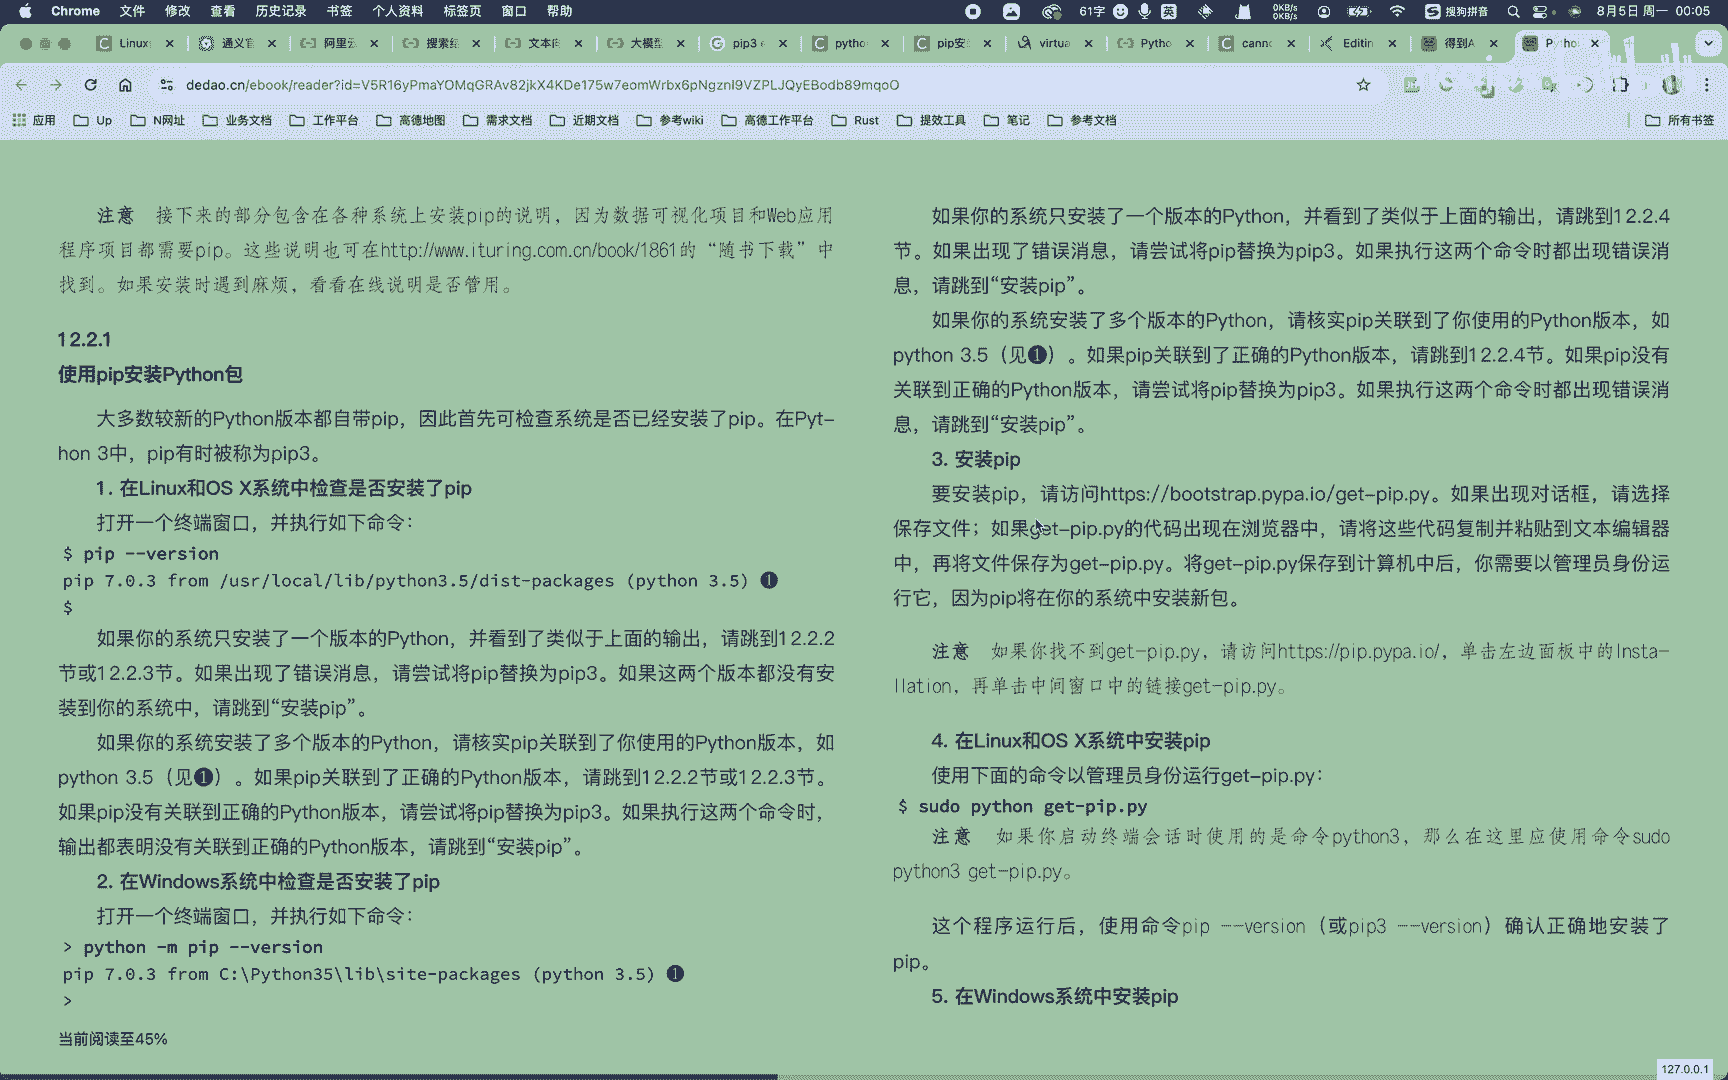 Chrome 文件 修改 查看 历史记录 书签 个人资料 标签页 窗口 帮助 61字 英 0KB/s 0KB/s 搜狗拼音 8月5日 周一 00:05
Linux 通义官 阿里云 搜索结 文本向 大模型 pip3 pytho pip安 virtua Pytho canno Editin 得到A Pytho
dedao.cn/ebook/reader?id=V5R16yPmaYOMqGRAv82jkX4KDe175w7eomWrbx6pNgznl9VZPLJQyEBodb89mqoO
应用 Up N网址 业务文档 工作平台 高德地图 需求文档 近期文档 参考wiki 高德工作平台 Rust 提效工具 笔记 参考文档 所有书签
注意 接下来的部分包含在各种系统上安装pip的说明，因为数据可视化项目和Web应用
程序项目都需要pip。这些说明也可在http://www.ituring.com.cn/book/1861的“随书下载”中
找到。如果安装时遇到麻烦，看看在线说明是否管用。
12.2.1
使用pip安装Python包
大多数较新的Python版本都自带pip，因此首先可检查系统是否已经安装了pip。在Pyt-
hon 3中，pip有时被称为pip3。
1. 在Linux和OS X系统中检查是否安装了pip
打开一个终端窗口，并执行如下命令：
$ pip --version
pip 7.0.3 from /usr/local/lib/python3.5/dist-packages (python 3.5) ❶
$
如果你的系统只安装了一个版本的Python，并看到了类似于上面的输出，请跳到12.2.2
节或12.2.3节。如果出现了错误消息，请尝试将pip替换为pip3。如果这两个版本都没有安
装到你的系统中，请跳到“安装pip”。
如果你的系统安装了多个版本的Python，请核实pip关联到了你使用的Python版本，如
python 3.5（见❶）。如果pip关联到了正确的Python版本，请跳到12.2.2节或12.2.3节。
如果pip没有关联到正确的Python版本，请尝试将pip替换为pip3。如果执行这两个命令时，
输出都表明没有关联到正确的Python版本，请跳到“安装pip”。
2. 在Windows系统中检查是否安装了pip
打开一个终端窗口，并执行如下命令：
> python -m pip --version
pip 7.0.3 from C:\Python35\lib\site-packages (python 3.5) ❶
>
当前阅读至45%
如果你的系统只安装了一个版本的Python，并看到了类似于上面的输出，请跳到12.2.4
节。如果出现了错误消息，请尝试将pip替换为pip3。如果执行这两个命令时都出现错误消
息，请跳到“安装pip”。
如果你的系统安装了多个版本的Python，请核实pip关联到了你使用的Python版本，如
python 3.5（见❶）。如果pip关联到了正确的Python版本，请跳到12.2.4节。如果pip没有
关联到正确的Python版本，请尝试将pip替换为pip3。如果执行这两个命令时都出现错误消
息，请跳到“安装pip”。
3. 安装pip
要安装pip，请访问https://bootstrap.pypa.io/get-pip.py。如果出现对话框，请选择
保存文件；如果get-pip.py的代码出现在浏览器中，请将这些代码复制并粘贴到文本编辑器
中，再将文件保存为get-pip.py。将get-pip.py保存到计算机中后，你需要以管理员身份运
行它，因为pip将在你的系统中安装新包。
注意 如果你找不到get-pip.py，请访问https://pip.pypa.io/，单击左边面板中的Insta-
llation，再单击中间窗口中的链接get-pip.py。
4. 在Linux和OS X系统中安装pip
使用下面的命令以管理员身份运行get-pip.py：
$ sudo python get-pip.py
注意 如果你启动终端会话时使用的是命令python3，那么在这里应使用命令sudo
python3 get-pip.py。
这个程序运行后，使用命令pip --version（或pip3 --version）确认正确地安装了
pip。
5. 在Windows系统中安装pip
127.0.0.1